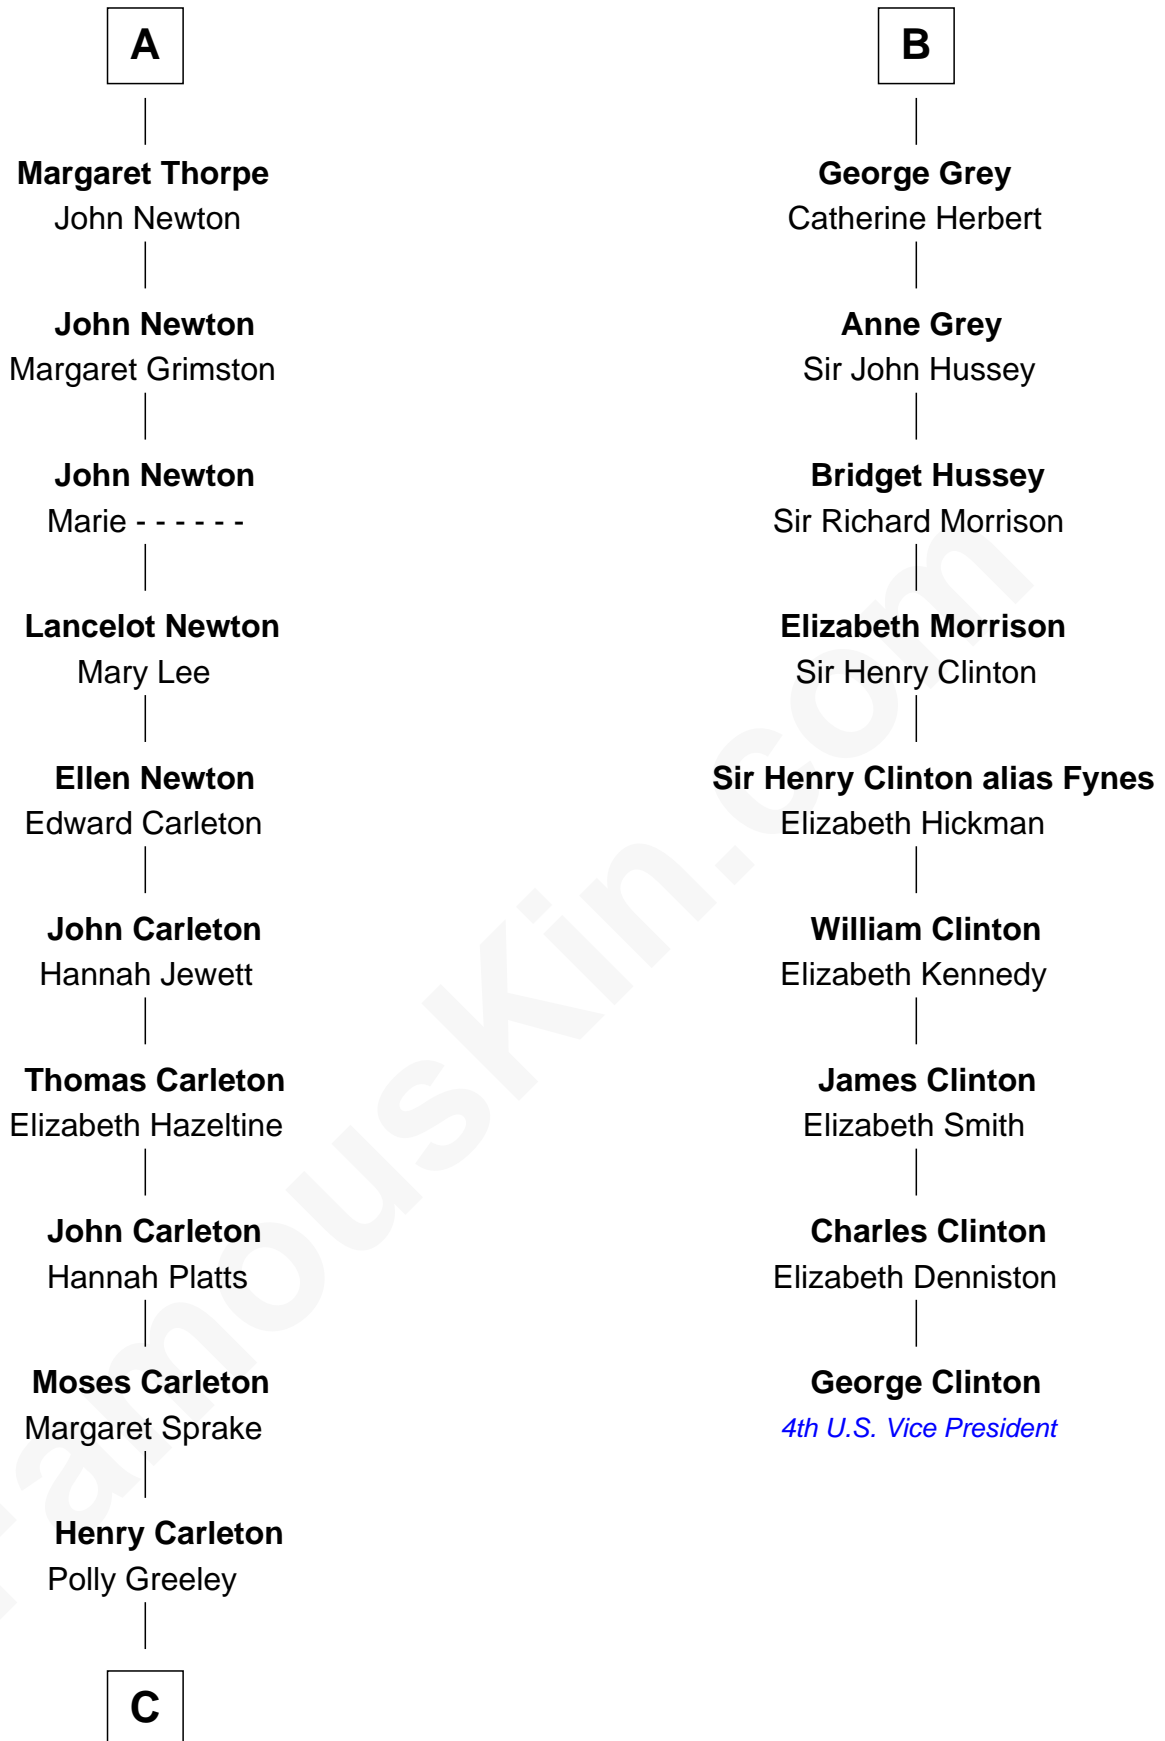 A
Margaret Thorpe
John Newton
John Newton
Margaret Grimston
John Newton
Marie - - - - - -
Lancelot Newton
Mary Lee
Ellen Newton
Edward Carleton
John Carleton
Hannah Jewett
Thomas Carleton
Elizabeth Hazeltine
John Carleton
Hannah Platts
Moses Carleton
Margaret Sprake
Henry Carleton
Polly Greeley
C
B
George Grey
Catherine Herbert
Anne Grey
Sir John Hussey
Bridget Hussey
Sir Richard Morrison
Elizabeth Morrison
Sir Henry Clinton
Sir Henry Clinton alias Fynes
Elizabeth Hickman
William Clinton
Elizabeth Kennedy
James Clinton
Elizabeth Smith
Charles Clinton
Elizabeth Denniston
George Clinton
4th U.S. Vice President
FamousKin.com